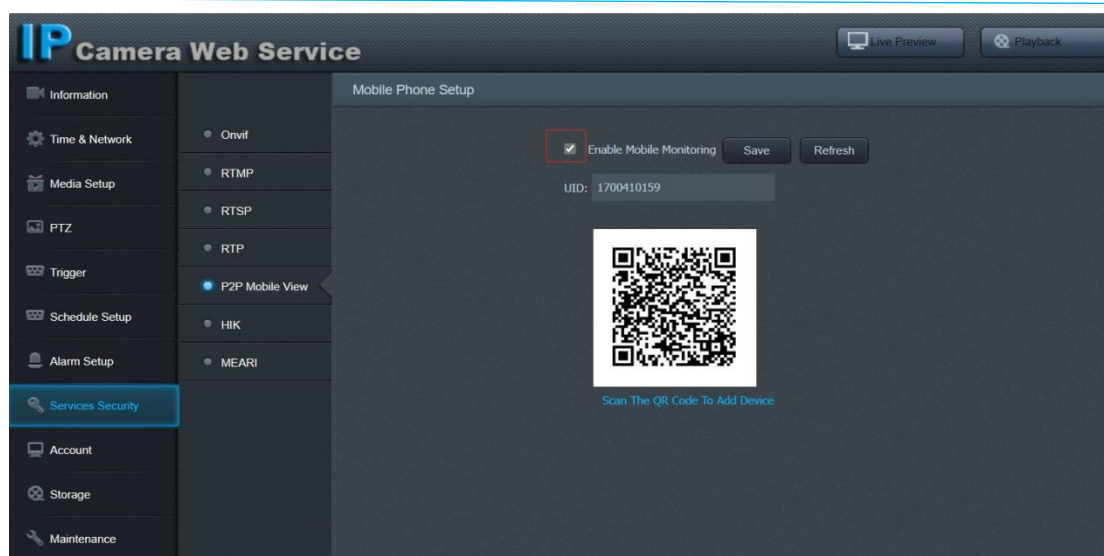 IP Camera Web Service
Live Preview
Playback
Information
Time & Network
Media Setup
PTZ
Trigger
Schedule Setup
Alarm Setup
Services Security
Account
Storage
Maintenance
Onvif
RTMP
RTSP
RTP
P2P Mobile View
HIK
MEARI
Mobile Phone Setup
Enable Mobile Monitoring Save Refresh
UID: 1700410159
Scan The QR Code To Add Device